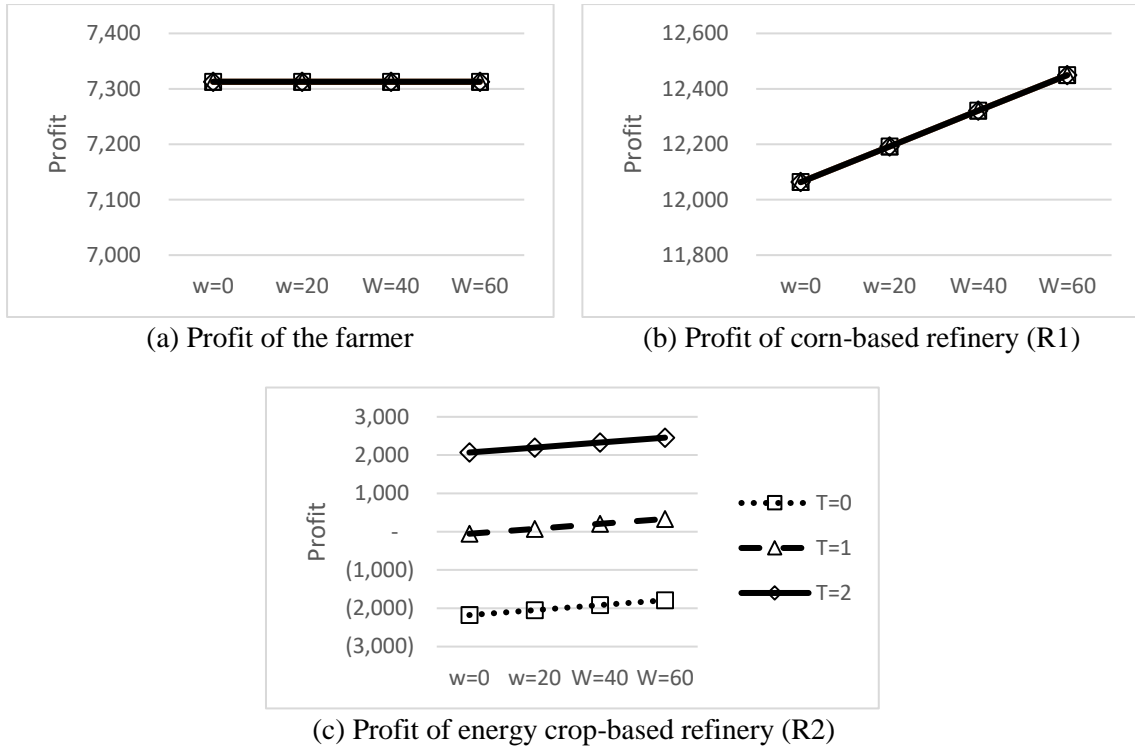 7,400
7,300
7,200
7,100
7,000
Profit
w=0 w=20 W=40 W=60
(a) Profit of the farmer
12,600
12,400
12,200
12,000
11,800
Profit
w=0 w=20 W=40 W=60
(b) Profit of corn-based refinery (R1)
3,000
2,000
1,000
-
(1,000)
(2,000)
(3,000)
Profit
w=0 w=20 W=40 W=60
T=0
T=1
T=2
(c) Profit of energy crop-based refinery (R2)